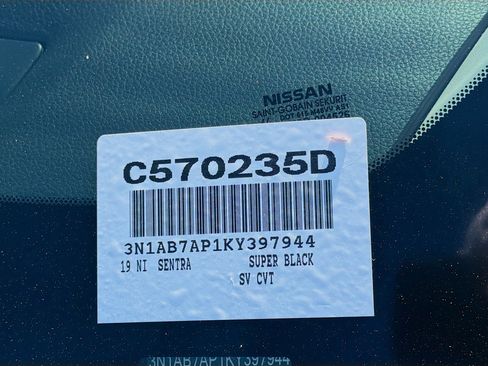 NISSAN
SAINT-GOBAIN SEKURIT
C570235D
3N1AB7AP1KY397944
19 NI SENTRA SUPER BLACK
SV CVT
3N1AB7AP1KY397944